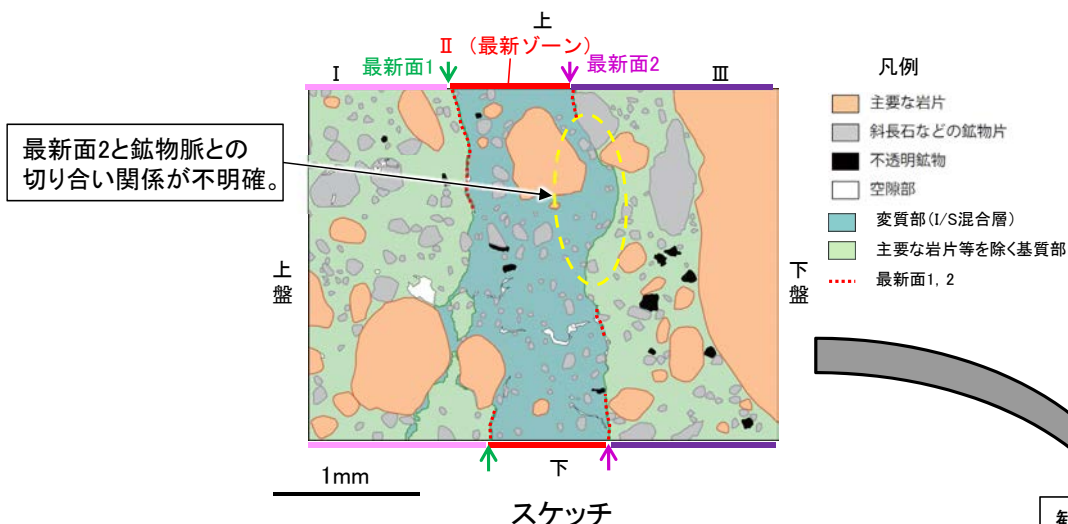 上
Ⅱ （最新ゾーン）
Ⅰ
最新面1
最新面2
Ⅲ
最新面2と鉱物脈との
切り合い関係が不明確。
上盤
下盤
下
1mm
スケッチ
凡例
主要な岩片
斜長石などの鉱物片
不透明鉱物
空隙部
変質部(I/S混合層)
主要な岩片等を除く基質部
最新面1, 2